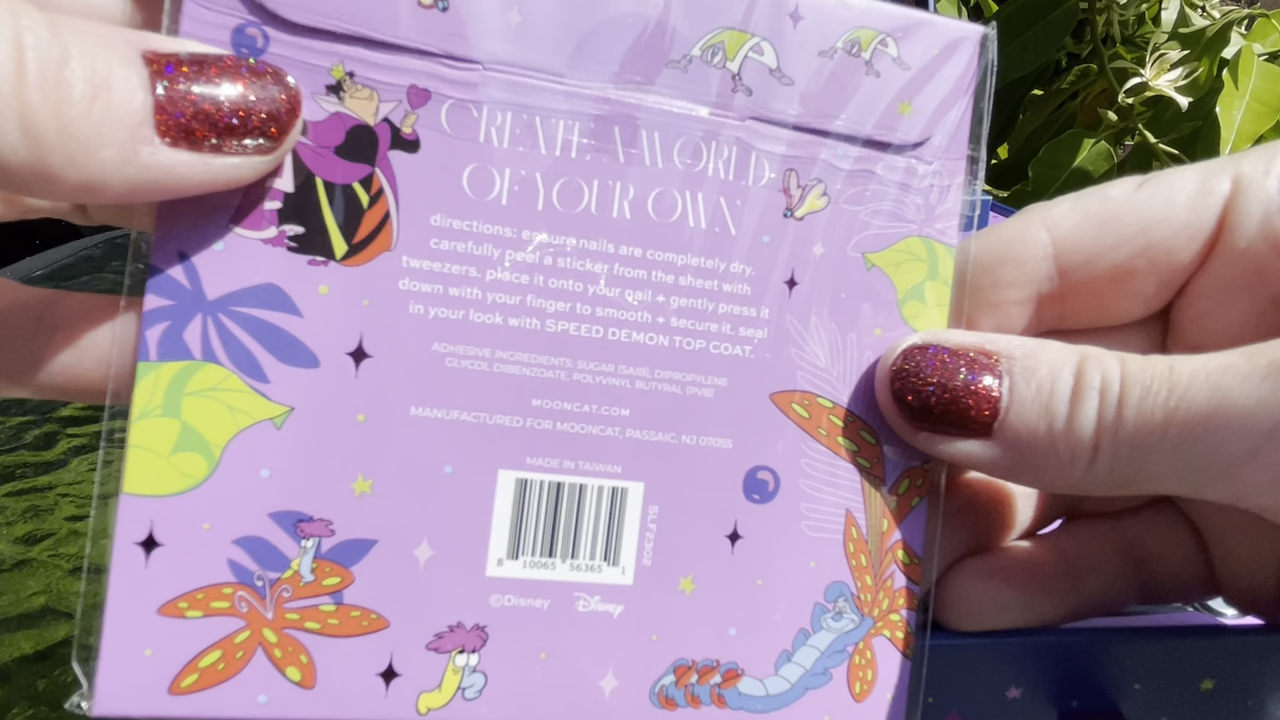 CREATE A WORLD
OF YOUR OWN
directions: ensure nails are completely dry.
carefully peel a sticker from the sheet with
tweezers. place it onto your nail + gently press it
down with your finger to smooth + secure it. seal
in your look with SPEED DEMON TOP COAT.
ADHESIVE INGREDIENTS: SUGAR (SAIB), DIPROPYLENE
GLYCOL DIBENZOATE, POLYVINYL BUTYRAL (PVB)
MOONCAT.COM
MANUFACTURED FOR MOONCAT, PASSAIC, NJ 07055
MADE IN TAIWAN
SLF2302
8 10065 56365 1
©Disney Disney